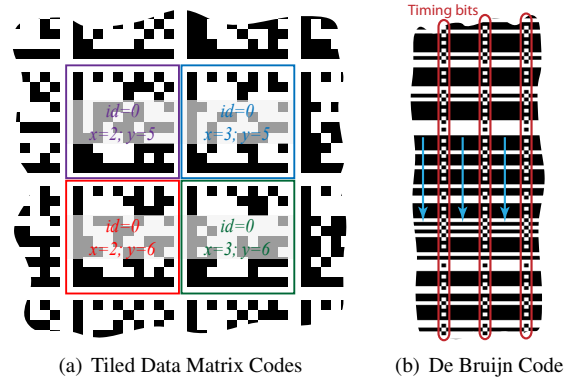 Timing bits
id=0
x=2; y=5
id=0
x=3; y=5
id=0
x=2; y=6
id=0
x=3; y=6
(a) Tiled Data Matrix Codes
(b) De Bruijn Code